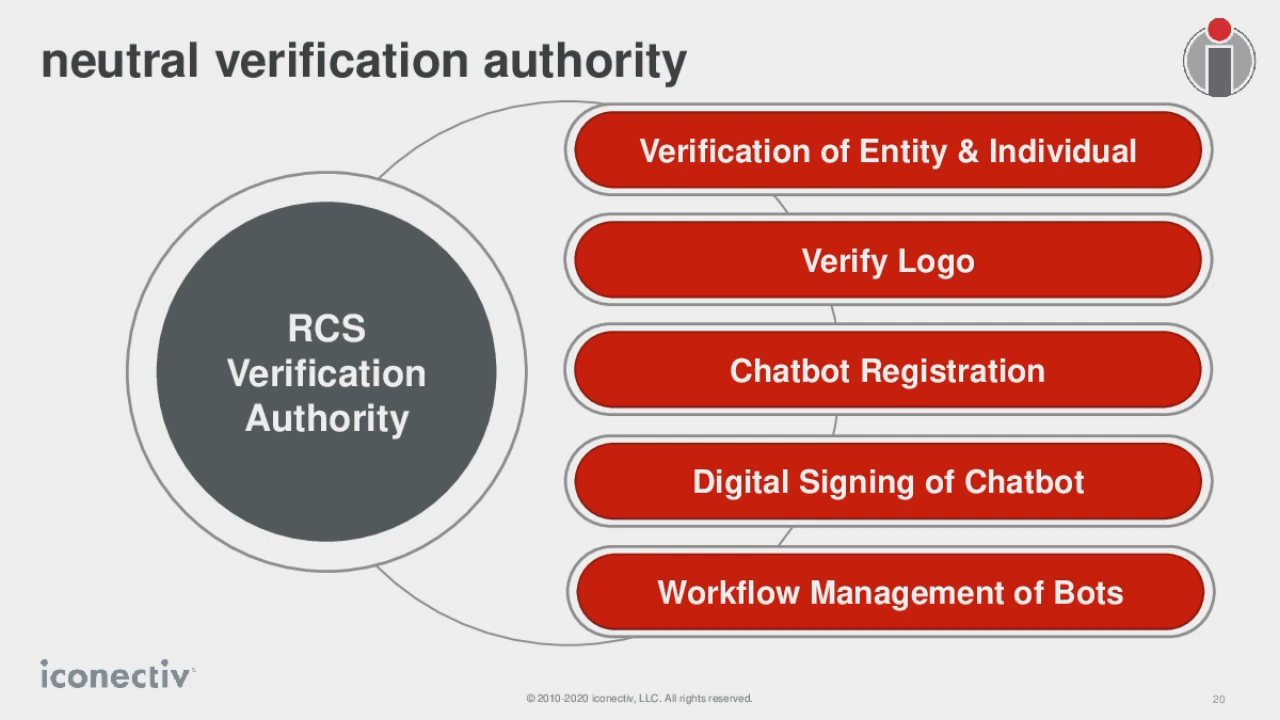 neutral verification authority
RCS
Verification
Authority
Verification of Entity & Individual
Verify Logo
Chatbot Registration
Digital Signing of Chatbot
Workflow Management of Bots
iconectiv
© 2010-2020 iconectiv, LLC. All rights reserved.
20